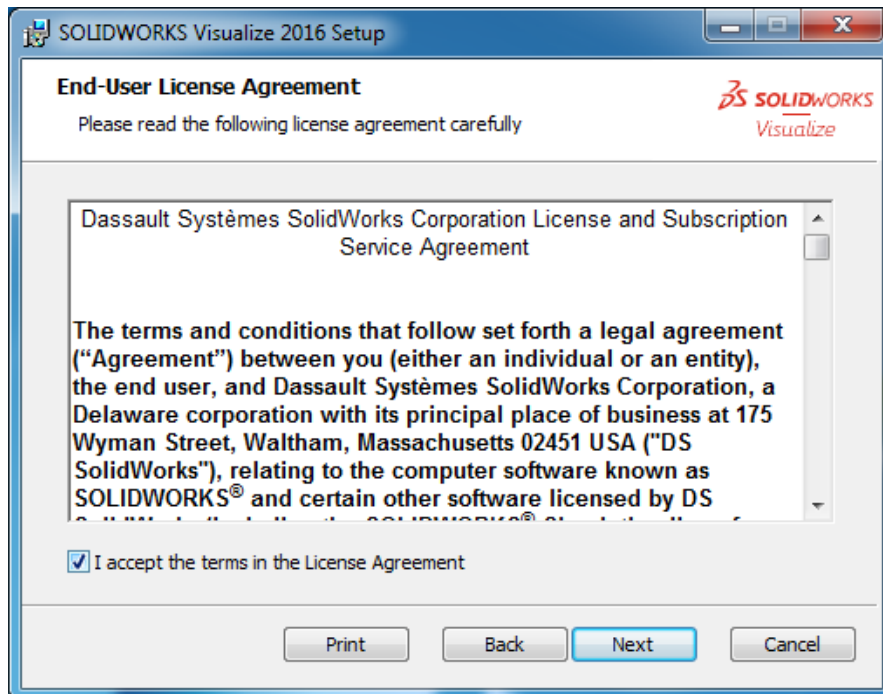 SOLIDWORKS Visualize 2016 Setup
End-User License Agreement
Please read the following license agreement carefully
DS SOLIDWORKS
Visualize
Dassault Systèmes SolidWorks Corporation License and Subscription
Service Agreement
The terms and conditions that follow set forth a legal agreement
(“Agreement”) between you (either an individual or an entity),
the end user, and Dassault Systèmes SolidWorks Corporation, a
Delaware corporation with its principal place of business at 175
Wyman Street, Waltham, Massachusetts 02451 USA ("DS
SolidWorks"), relating to the computer software known as
SOLIDWORKS® and certain other software licensed by DS
I accept the terms in the License Agreement
Print
Back
Next
Cancel